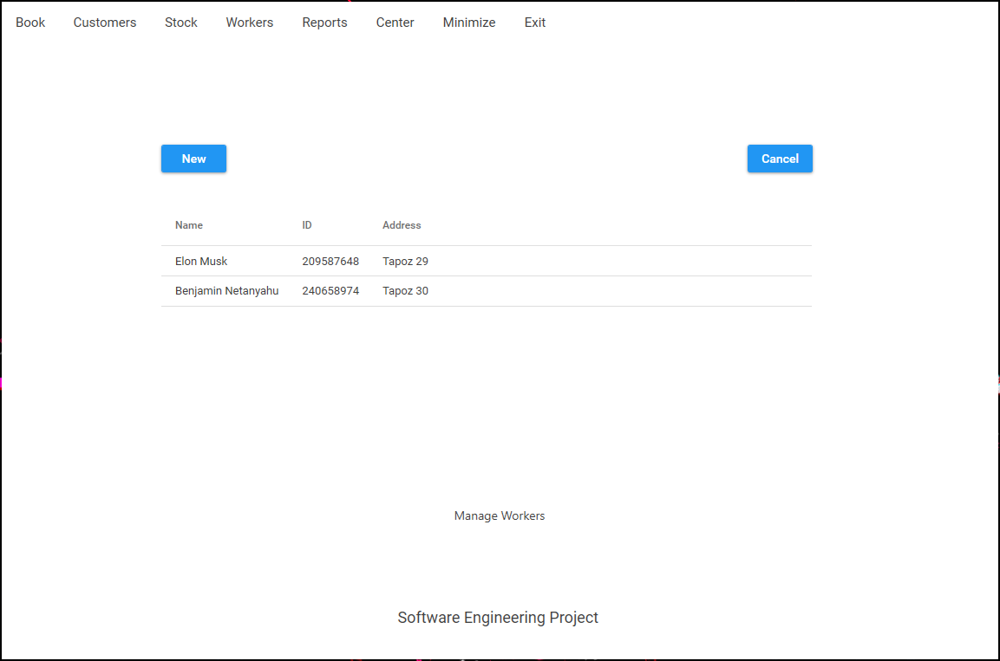 Book Customers Stock Workers Reports Center Minimize Exit
New Cancel
Name ID Address
Elon Musk 209587648 Tapoz 29
Benjamin Netanyahu 240658974 Tapoz 30
Manage Workers
Software Engineering Project